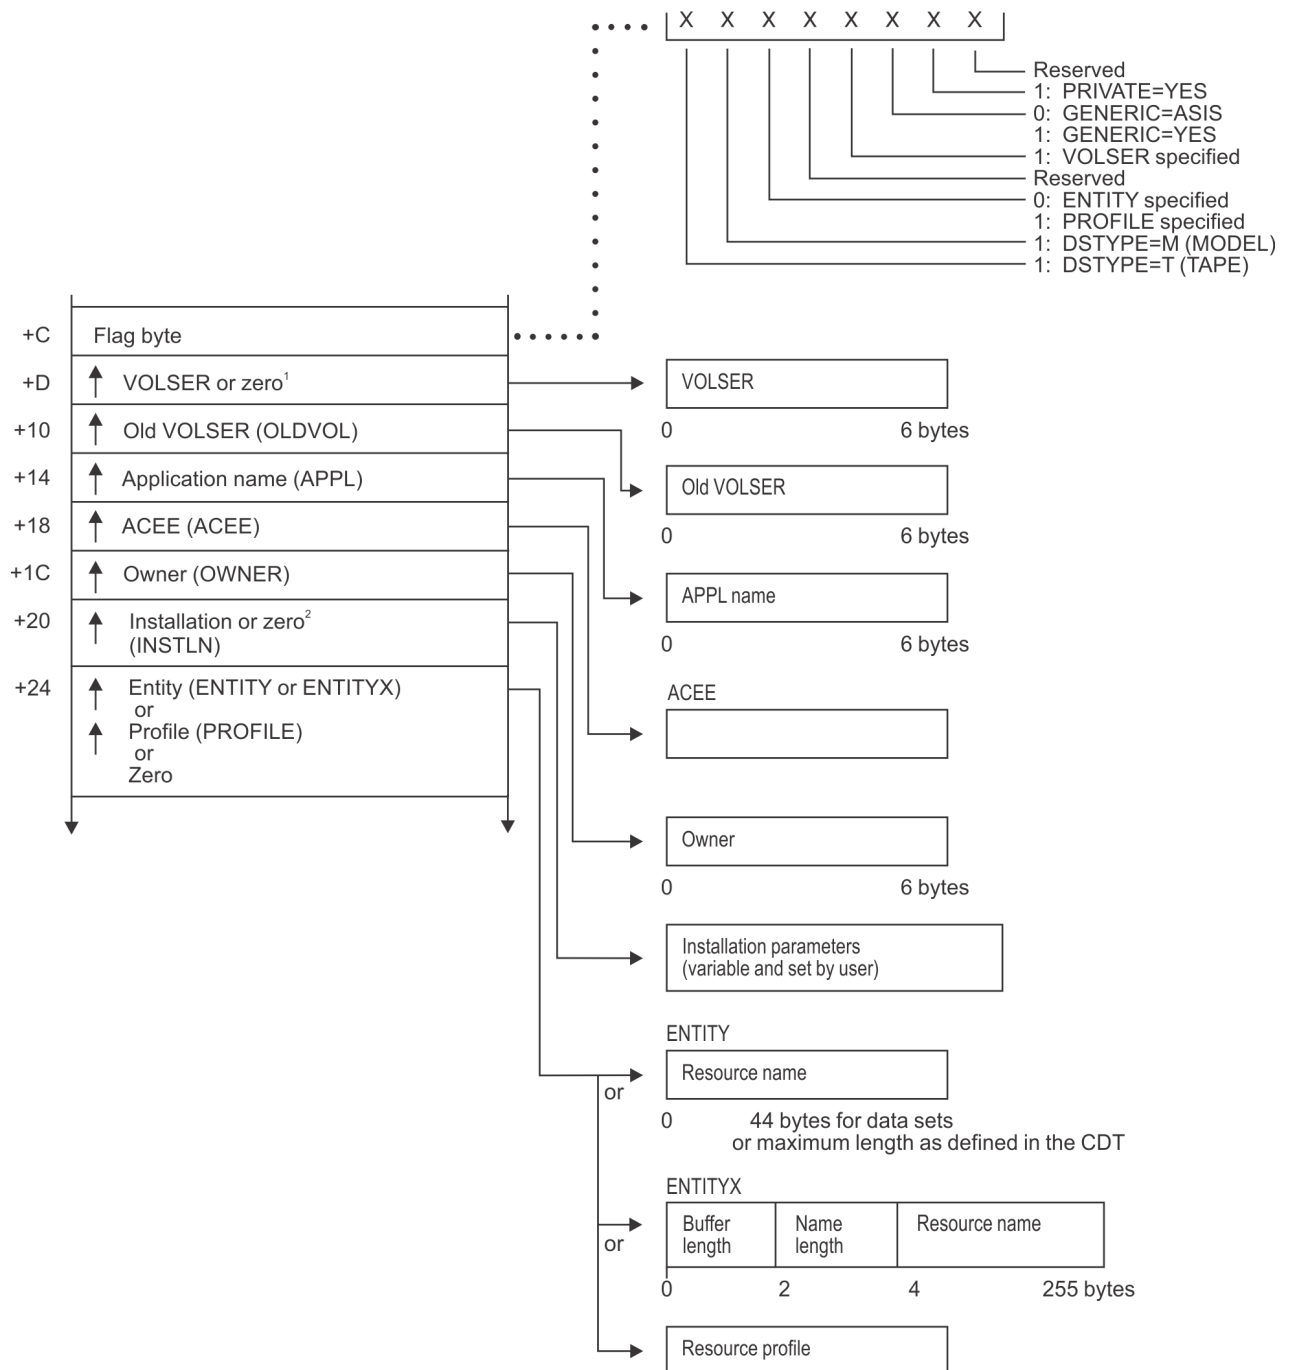 X X X X X X X X
Reserved
1: PRIVATE=YES
0: GENERIC=ASIS
1: GENERIC=YES
1: VOLSER specified
Reserved
0: ENTITY specified
1: PROFILE specified
1: DSTYPE=M (MODEL)
1: DSTYPE=T (TAPE)
+C Flag byte
+D VOLSER or zero1
+10 Old VOLSER (OLDVOL)
+14 Application name (APPL)
+18 ACEE (ACEE)
+1C Owner (OWNER)
+20 Installation or zero2
(INSTLN)
+24 Entity (ENTITY or ENTITYX)
or
Profile (PROFILE)
or
Zero
VOLSER
0 6 bytes
Old VOLSER
0 6 bytes
APPL name
0 6 bytes
ACEE
Owner
0 6 bytes
Installation parameters
(variable and set by user)
ENTITY
Resource name
or
0 44 bytes for data sets
or maximum length as defined in the CDT
ENTITYX
Buffer length
Name length
Resource name
or
0 2 4 255 bytes
Resource profile